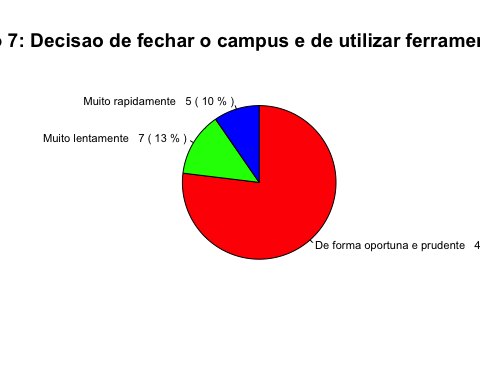 7: Decisao de fechar o campus e de utilizar
Muito rapidamente 5 ( 10 % )
Muito lentamente 7 ( 13 % )
De forma oportuna e prudente 4